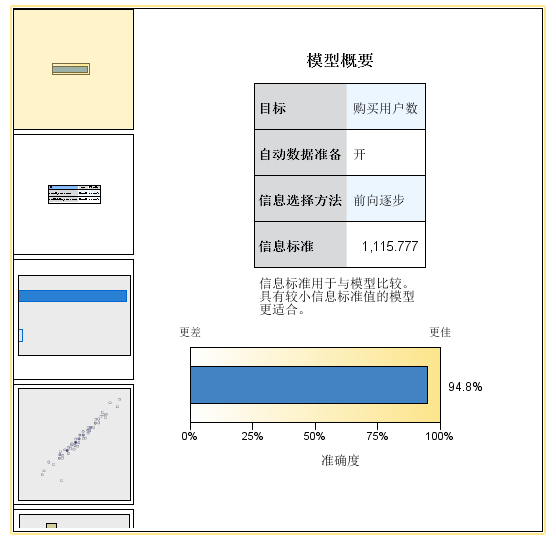 模型概要
目标 购买用户数
自动数据准备 开
信息选择方法 前向逐步
信息标准 1,115.777
信息标准用于与模型比较。
具有较小信息标准值的模型
更适合。
更差 更佳
94.8%
0% 25% 50% 75% 100%
准确度